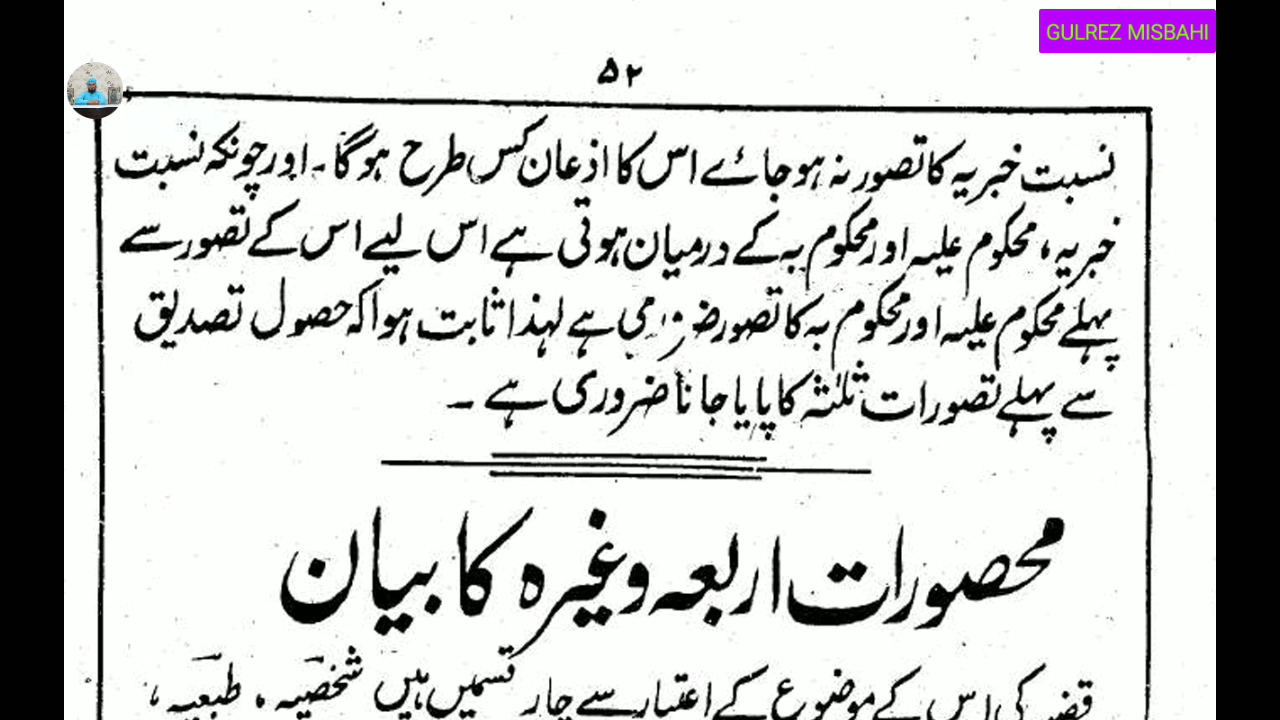 GULREZ MISBAHI
۵۲
نسبت خبریہ کا تصور نہ ہوجائے اس کا اذعان کس طرح ہوگا۔ اور چونکہ نسبت
خبریہ، محکوم علیہ اور محکوم بہ کے درمیان ہوتی ہے اس لیے اس کے تصور سے
پہلے محکوم علیہ اور محکوم بہ کا تصور ضروری ہے لہذا ثابت ہوا کہ حصول تصدیق
سے پہلے تصورات ثلٰثہ کا پایا جانا ضروری ہے ۔
محصورات اربعہ وغیرہ کا بیان
قضیہ کی اس کے موضوع کے اعتبار سے چار قسمیں ہیں شخصیہ، طبعیہ،